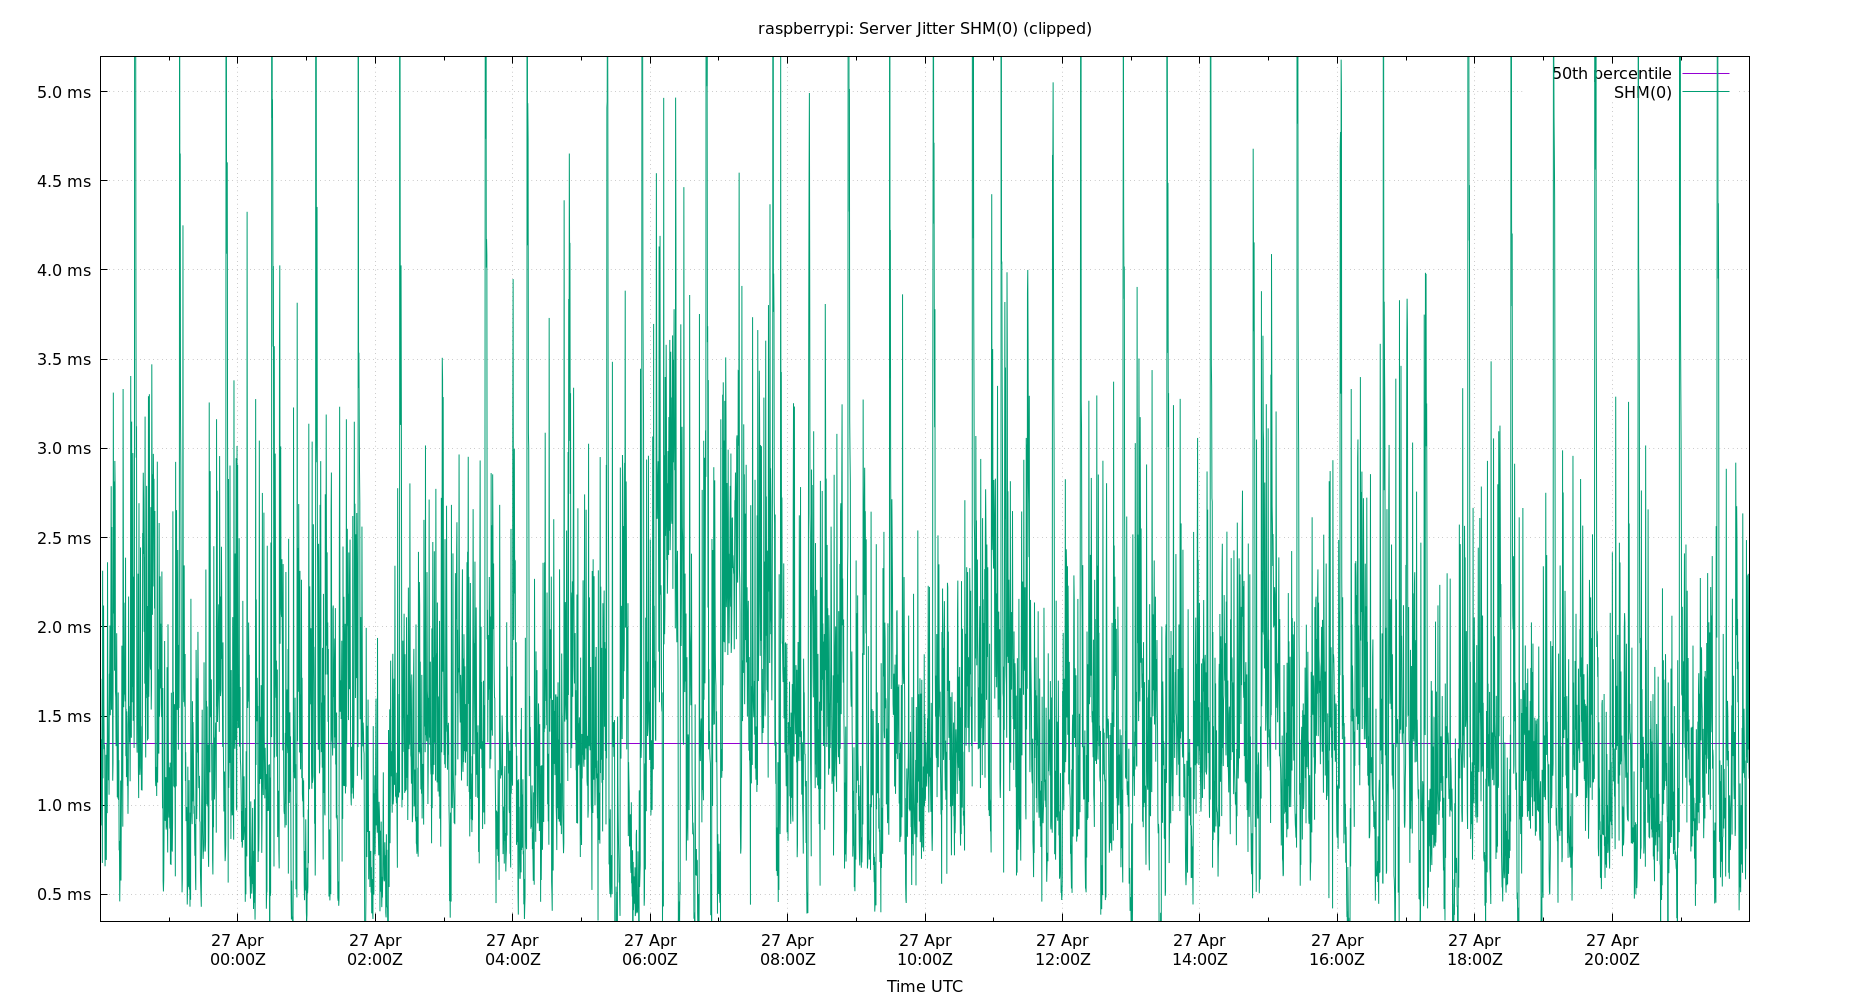 raspberrypi: Server Jitter SHM(0) (clipped)
50th percentile
SHM(0)
5.0 ms
4.5 ms
4.0 ms
3.5 ms
3.0 ms
2.5 ms
2.0 ms
1.5 ms
1.0 ms
0.5 ms
27 Apr 27 Apr 27 Apr 27 Apr 27 Apr 27 Apr 27 Apr 27 Apr 27 Apr 27 Apr 27 Apr
00:00Z 02:00Z 04:00Z 06:00Z 08:00Z 10:00Z 12:00Z 14:00Z 16:00Z 18:00Z 20:00Z
Time UTC